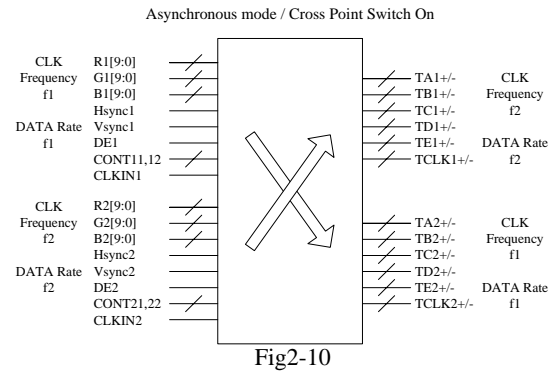 Asynchronous mode / Cross Point Switch On
CLK
Frequency
f1
DATA Rate
f1
R1[9:0]
G1[9:0]
B1[9:0]
Hsync1
Vsync1
DE1
CONT11,12
CLKIN1
CLK
Frequency
f2
DATA Rate
f2
R2[9:0]
G2[9:0]
B2[9:0]
Hsync2
Vsync2
DE2
CONT21,22
CLKIN2
TA1+/-
TB1+/-
TC1+/-
TD1+/-
TE1+/-
TCLK1+/-
CLK
Frequency
f2
DATA Rate
f2
TA2+/-
TB2+/-
TC2+/-
TD2+/-
TE2+/-
TCLK2+/-
CLK
Frequency
f1
DATA Rate
f1
Fig2-10